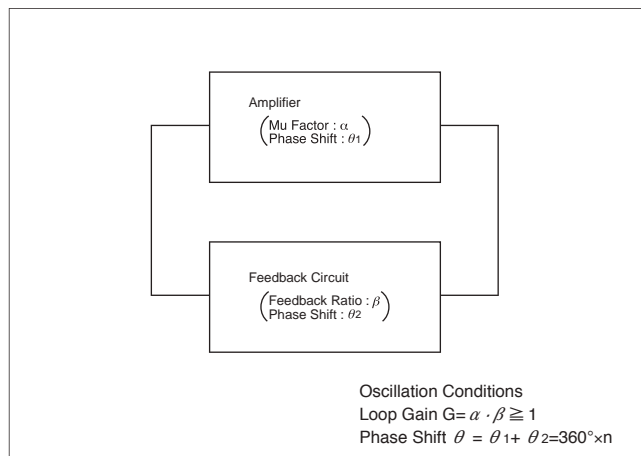 Amplifier
(Mu Factor : α
Phase Shift : θ1)
Feedback Circuit
(Feedback Ratio : β
Phase Shift : θ2)
Oscillation Conditions
Loop Gain G= α · β ≧ 1
Phase Shift θ = θ1+ θ2=360°×n